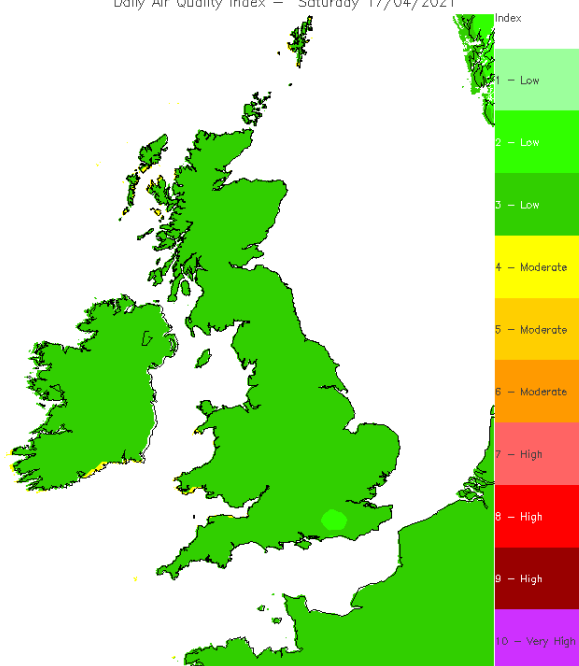 Daily Air Quality Index - Saturday 17/04/2021
Index
1 - Low
2 - Low
3 - Low
4 - Moderate
5 - Moderate
6 - Moderate
7 - High
8 - High
9 - High
10 - Very High